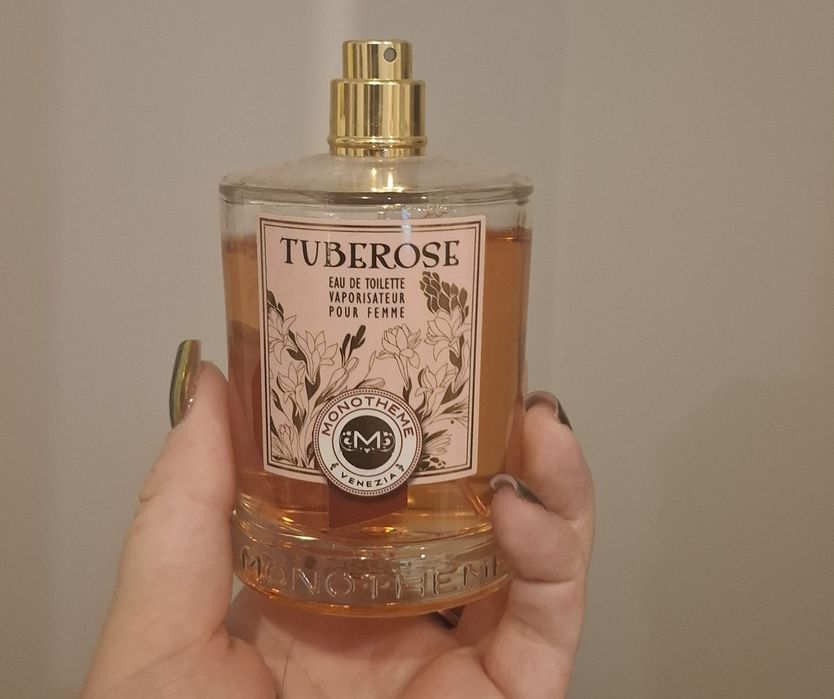 TUBEROSE
EAU DE TOILETTE
VAPORISATEUR
POUR FEMME
MONOTHEME
M
VENEZIA
MONOTHEME